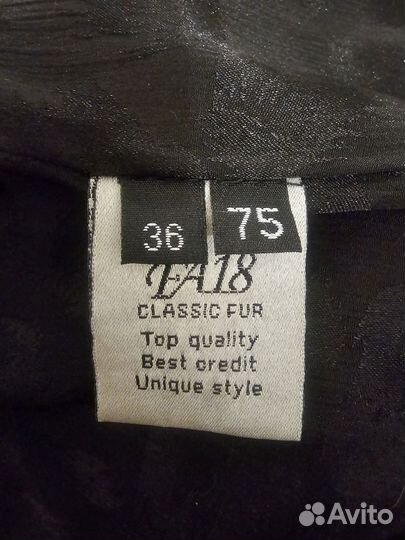 36 75
FA18
CLASSIC FUR
Top quality
Best credit
Unique style
Avito